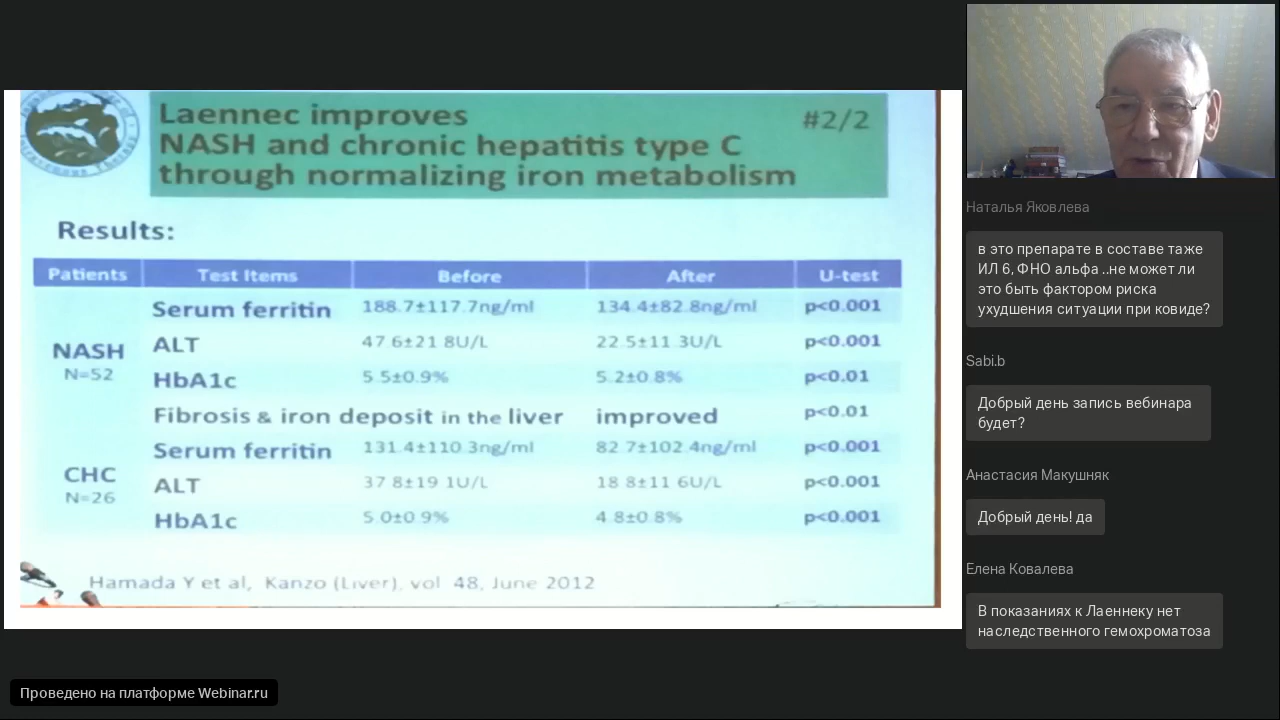 Laennec improves
#2/2
NASH and chronic hepatitis type C
through normalizing iron metabolism
Results:
Patients Test Items Before After U-test
Serum ferritin 188.7±117.7ng/ml 134.4±82.8ng/ml p<0.001
NASH
N=52
ALT 47.6±21 8U/L 22.5±11.3U/L p<0.001
HbA1c 5 5±0.9% 5.2±0.8% p<0.01
Fibrosis & iron deposit in the liver improved p<0.01
Serum ferritin 131.4±110.3ng/ml 82 7±102.4ng/ml p<0.001
CHC
N=26
ALT 37 8±19 1U/L 18 8±11 6U/L p<0.001
HbA1c 5.0±0 9% 4.8±0.8% p<0.001
Hamada Y et al, Kanzo (Liver), vol 48, June 2012
Проведено на платформе Webinar.ru
Наталья Яковлева
в это препарате в составе таже
ИЛ 6, ФНО альфа ..не может ли
это быть фактором риска
ухудшения ситуации при ковиде?
Sabi.b
Добрый день запись вебинара
будет?
Анастасия Макушняк
Добрый день! да
Елена Ковалева
В показаниях к Лаеннеку нет
наследственного гемохроматоза